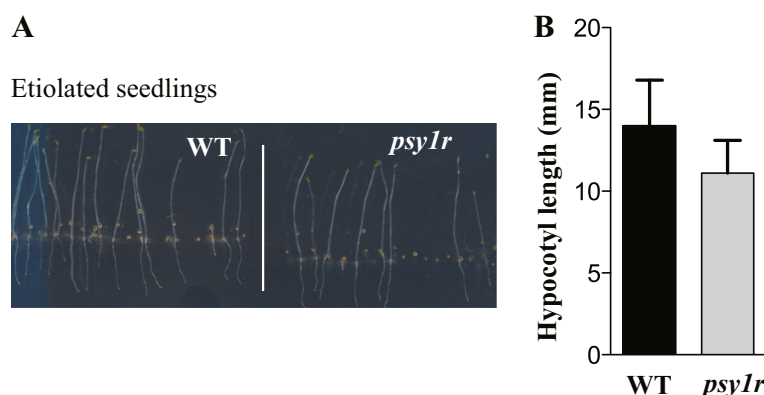 A
Etiolated seedlings
WT
psy1r
B
Hypocotyl length (mm)
20
15
10
5
0
WT
psy1r